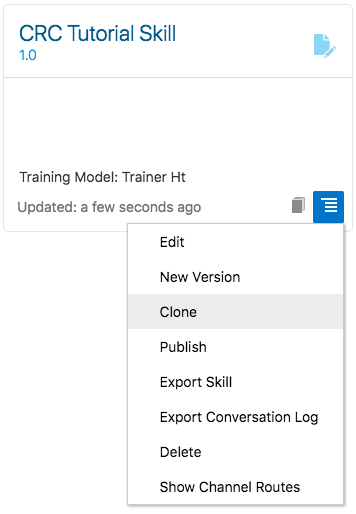 CRC Tutorial Skill
1.0
Training Model: Trainer Ht
Updated: a few seconds ago
Edit
New Version
Clone
Publish
Export Skill
Export Conversation Log
Delete
Show Channel Routes